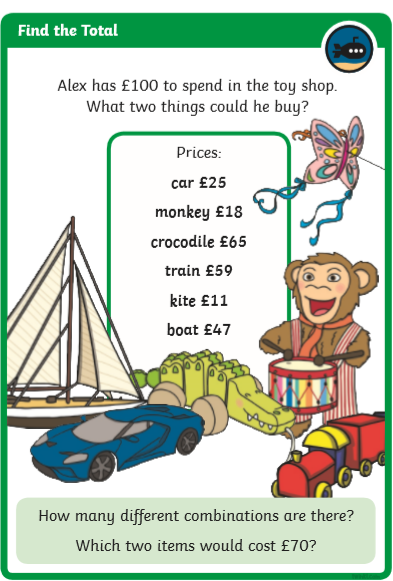 Find the Total
Alex has £100 to spend in the toy shop.
What two things could he buy?
Prices:
car £25
monkey £18
crocodile £65
train £59
kite £11
boat £47
How many different combinations are there?
Which two items would cost £70?